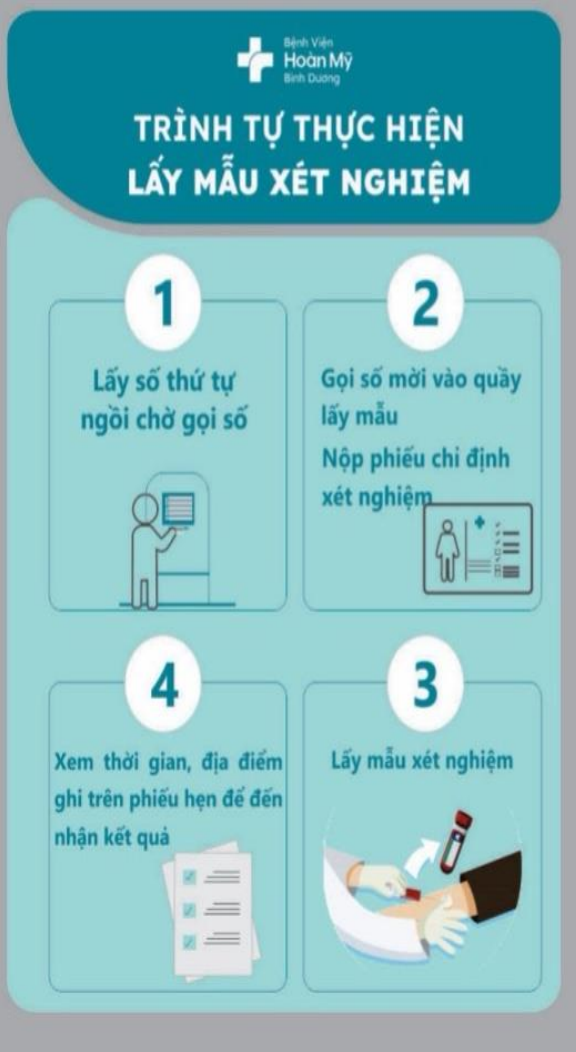 Bệnh Viện
Hoàn Mỹ
Bình Dương
TRÌNH TỰ THỰC HIỆN
LẤY MẪU XÉT NGHIỆM
1
Lấy số thứ tự
ngồi chờ gọi số
2
Gọi số mời vào quầy
lấy mẫu
Nộp phiếu chỉ định
xét nghiệm
3
Lấy mẫu xét nghiệm
4
Xem thời gian, địa điểm
ghi trên phiếu hẹn để đến
nhận kết quả